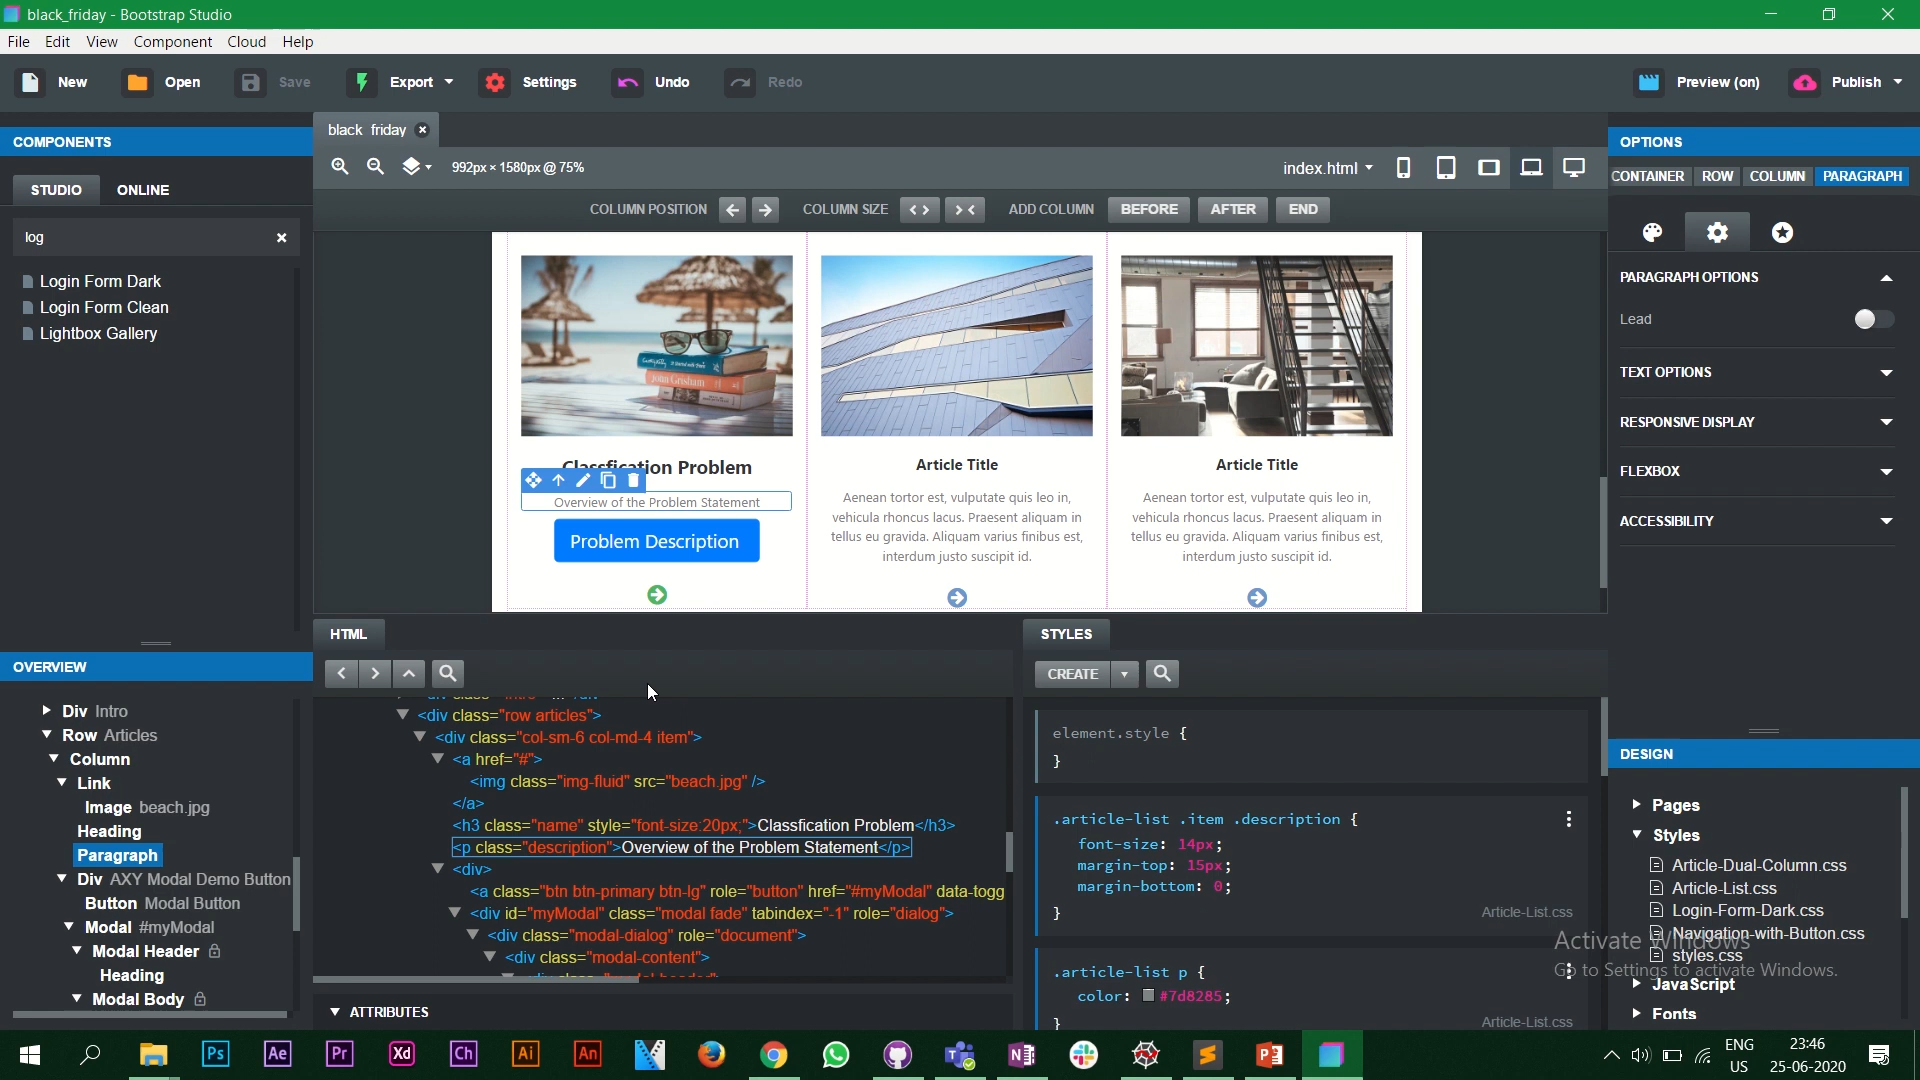 black_friday - Bootstrap Studio
File Edit View Component Cloud Help
New Open Save Export Settings Undo Redo Preview (on) Publish
COMPONENTS
STUDIO ONLINE
log
Login Form Dark
Login Form Clean
Lightbox Gallery
black friday
992px × 1580px @ 75%
index.html
COLUMN POSITION COLUMN SIZE ADD COLUMN BEFORE AFTER END
Classfication Problem
Overview of the Problem Statement
Problem Description
Article Title
Aenean tortor est, vulputate quis leo in,
vehicula rhoncus lacus. Praesent aliquam in
tellus eu gravida. Aliquam varius finibus est,
interdum justo suscipit id.
Article Title
Aenean tortor est, vulputate quis leo in,
vehicula rhoncus lacus. Praesent aliquam in
tellus eu gravida. Aliquam varius finibus est,
interdum justo suscipit id.
OPTIONS
CONTAINER ROW COLUMN PARAGRAPH
PARAGRAPH OPTIONS
Lead
TEXT OPTIONS
RESPONSIVE DISPLAY
FLEXBOX
ACCESSIBILITY
OVERVIEW
Div Intro
Row Articles
Column
Link
Image beach.jpg
Heading
Paragraph
Div AXY Modal Demo Button
Button Modal Button
Modal #myModal
Modal Header
Heading
Modal Body
HTML
<div class="row articles">
<div class="col-sm-6 col-md-4 item">
<a href="#">
<img class="img-fluid" src="beach.jpg" />
</a>
<h3 class="name" style="font-size:20px;">Classfication Problem</h3>
<p class="description">Overview of the Problem Statement</p>
<div>
<a class="btn btn-primary btn-lg" role="button" href="#myModal" data-togg
<div id="myModal" class="modal fade" tabindex="-1" role="dialog">
<div class="modal-dialog" role="document">
<div class="modal-content">
ATTRIBUTES
STYLES
CREATE
element.style {
}
.article-list .item .description {
font-size: 14px;
margin-top: 15px;
margin-bottom: 0;
}
Article-List.css
.article-list p {
color: #7d8285;
}
Article-List.css
DESIGN
Pages
Styles
Article-Dual-Column.css
Article-List.css
Login-Form-Dark.css
Navigation-with-Button.css
styles.css
JavaScript
Fonts
Activate Windows
Go to Settings to activate Windows.
Ps Ae Pr Xd Ch Ai An
ENG
US
23:46
25-06-2020